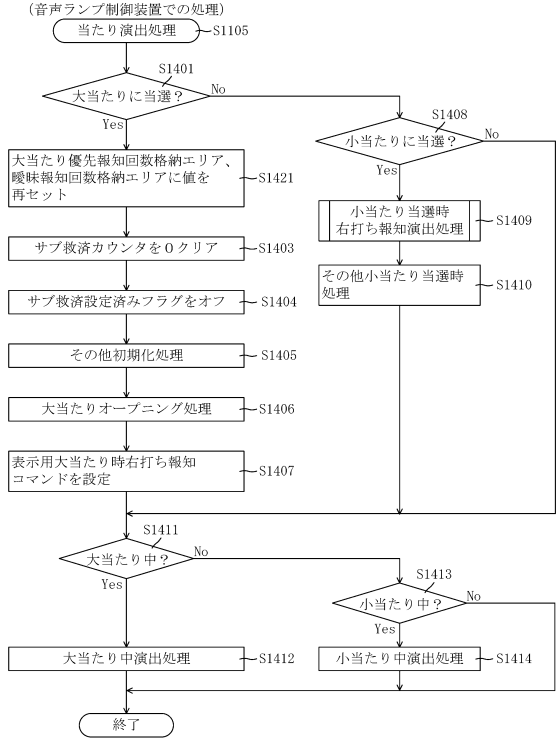 （音声ランプ制御装置での処理）
当たり演出処理
S1105
S1401
大当たりに当選？
No
Yes
S1408
小当たりに当選？
No
Yes
大当たり優先報知回数格納エリア、
曖昧報知回数格納エリアに値を
再セット
S1421
小当たり当選時
右打ち報知演出処理
S1409
サブ救済カウンタを０クリア
S1403
その他小当たり当選時
処理
S1410
サブ救済設定済みフラグをオフ
S1404
その他初期化処理
S1405
大当たりオープニング処理
S1406
表示用大当たり時右打ち報知
コマンドを設定
S1407
S1411
大当たり中？
No
Yes
S1413
小当たり中？
No
Yes
大当たり中演出処理
S1412
小当たり中演出処理
S1414
終了